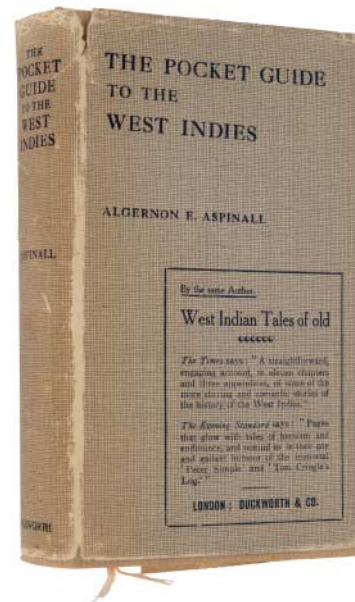 THE
POCKET
GUIDE
TO THE
WEST
INDIES
ASPINALL
THE POCKET GUIDE
TO THE
WEST INDIES
ALGERNON E. ASPINALL
By the same Author.
West Indian Tales of old
The Times says: "A straightforward,
engaging account, in eleven chapters
and three appendices, of some of the
more stirring and romantic stories of
the history of the West Indies."
The Evening Standard says: "Pages
that glow with tales of heroism and
endurance, and remind us in their
and humour of the immortal
'Peter Simple' and 'Tom Cringle's
Log.'"
LONDON: DUCKWORTH & CO.